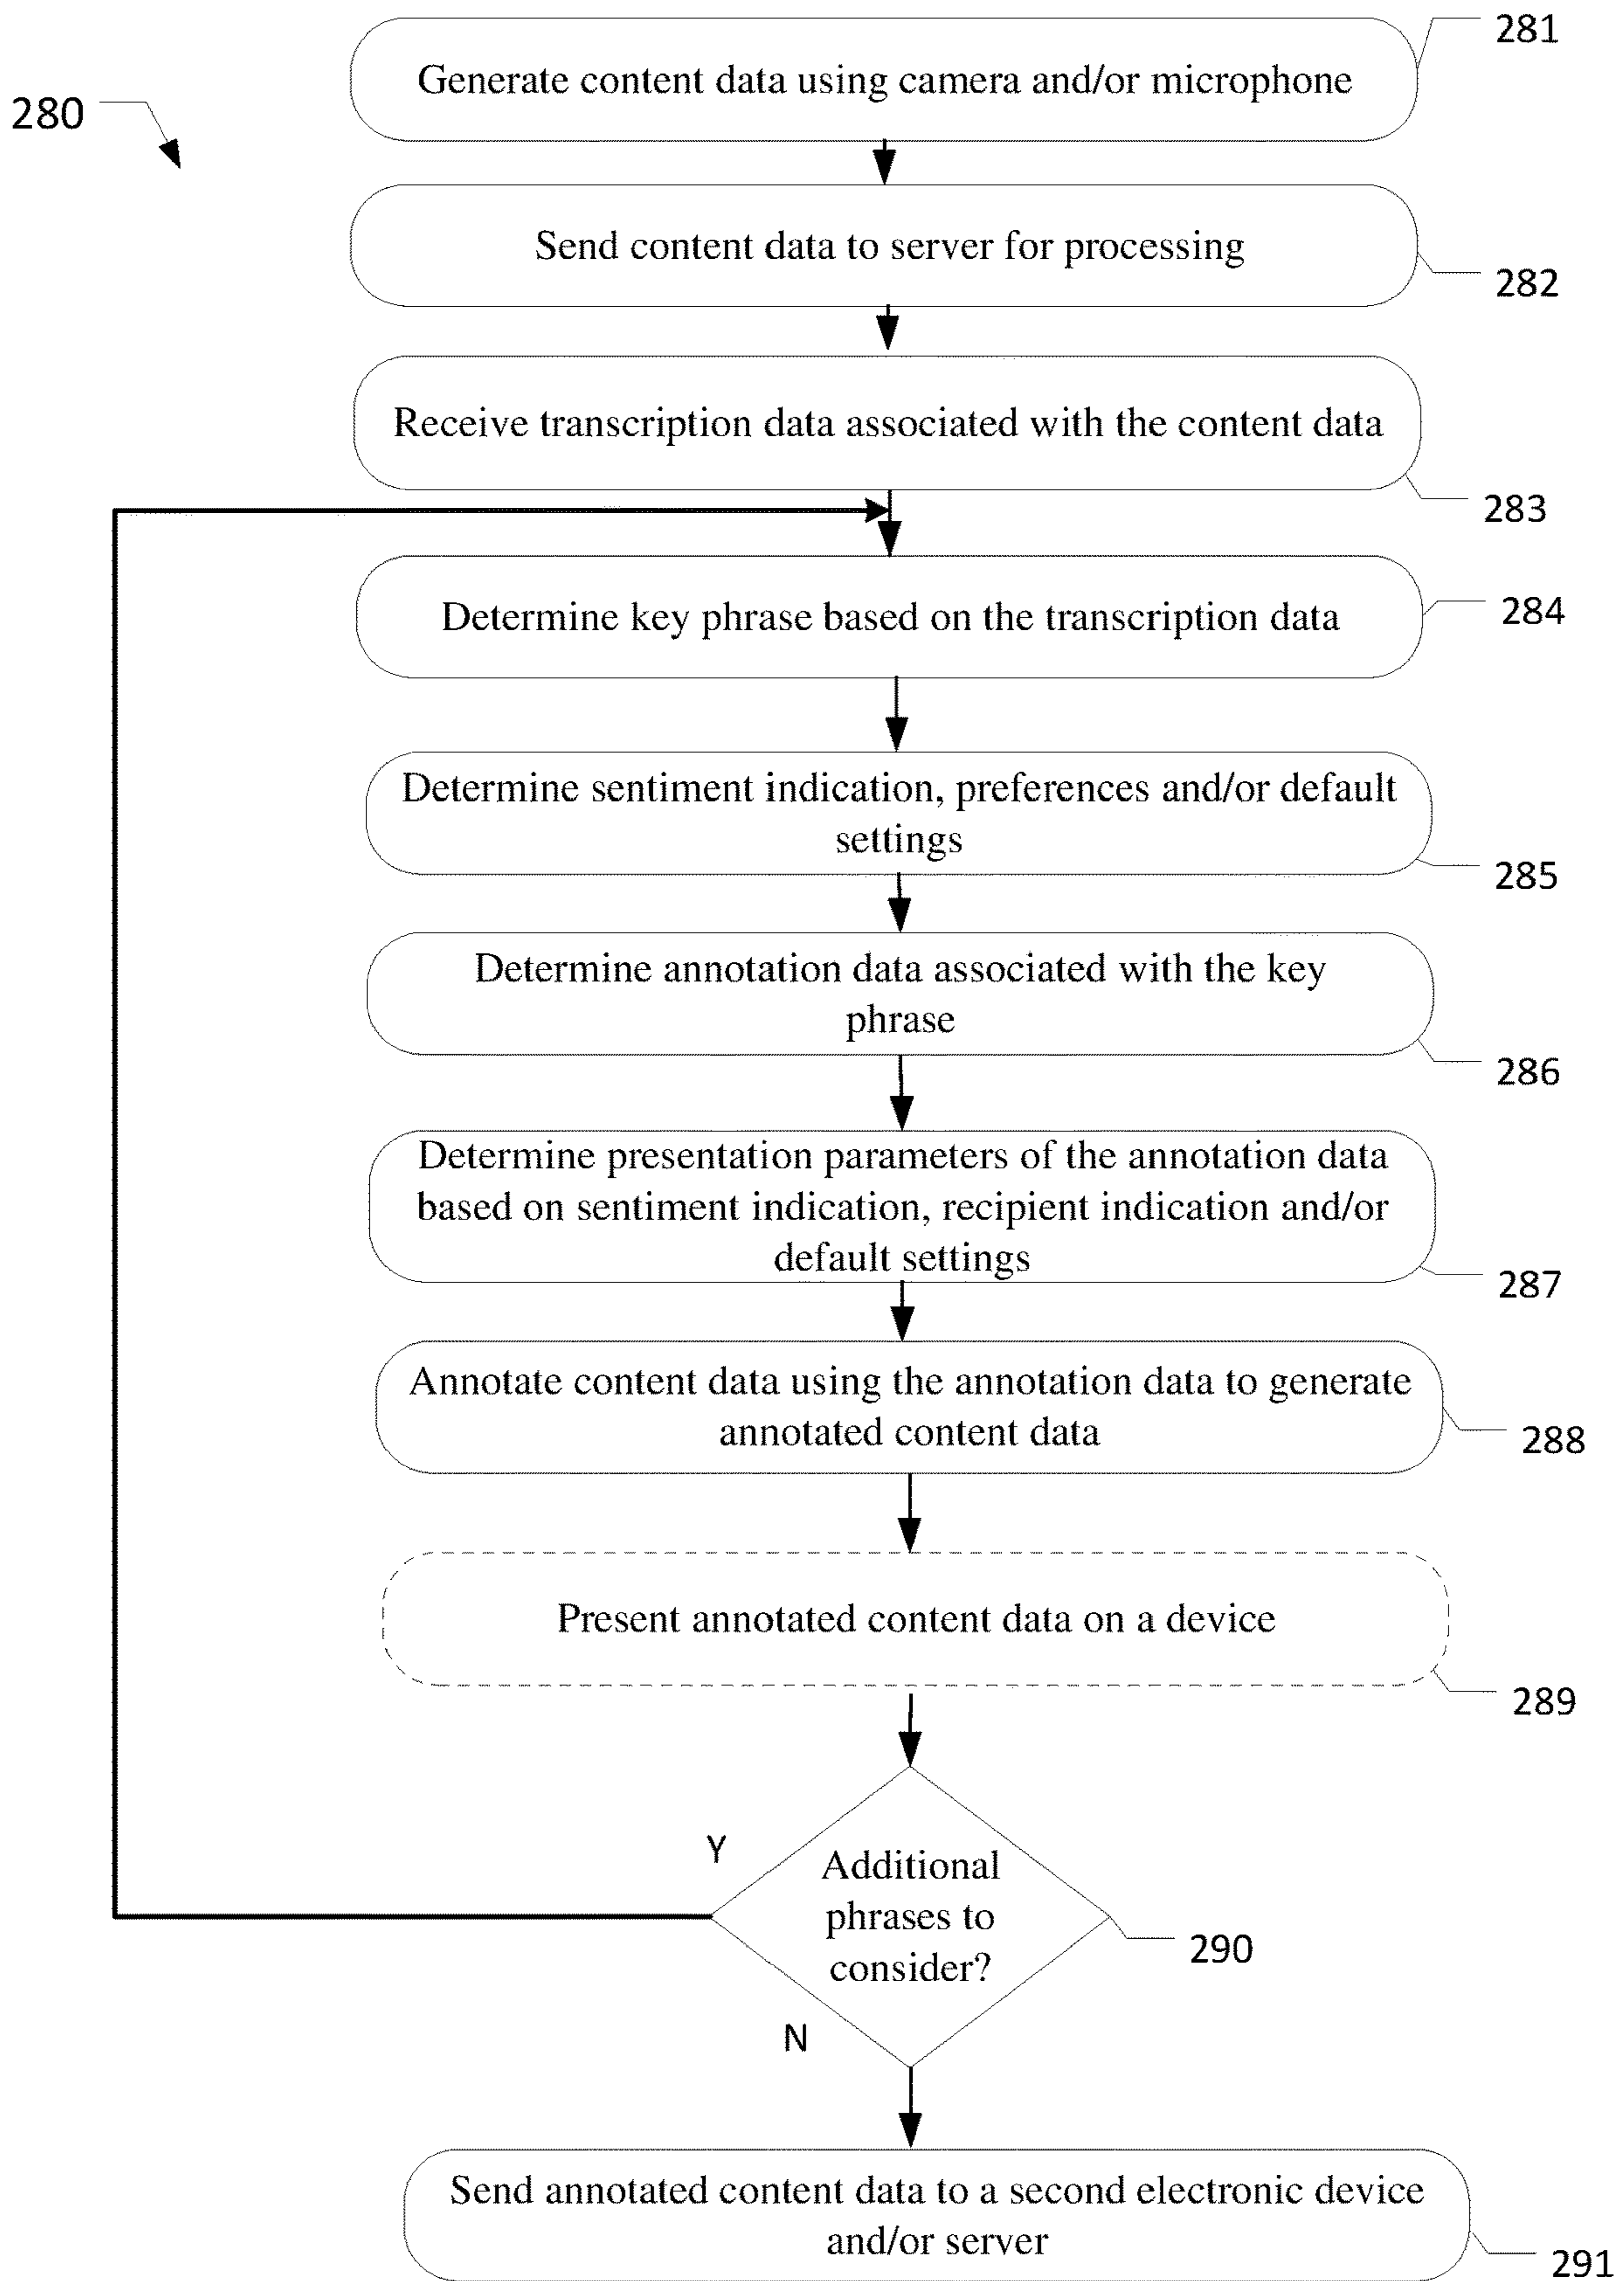 281
Generate content data using camera and/or microphone
280
Send content data to server for processing
282
Receive transcription data associated with the content data
283
Determine key phrase based on the transcription data
284
Determine sentiment indication, preferences and/or default
settings
285
Determine annotation data associated with the key
phrase
286
Determine presentation parameters of the annotation data
based on sentiment indication, recipient indication and/or
default settings
287
Annotate content data using the annotation data to generate
annotated content data
288
Present annotated content data on a device
289
Y
Additional
phrases to
consider?
290
N
Send annotated content data to a second electronic device
and/or server
291